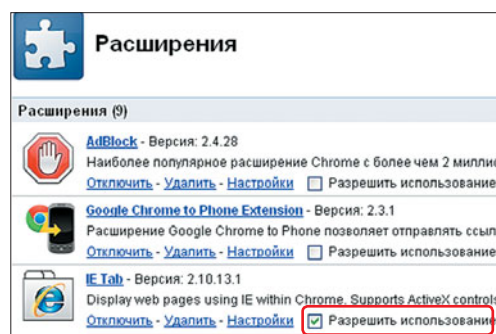 Расширения
Расширения (9)
AdBlock - Версия: 2.4.28
Наиболее популярное расширение Chrome с более чем 2
Отключить - Удалить - Настройки Разрешить использование
Google Chrome to Phone Extension - Версия: 2.3.1
Расширение Google Chrome to Phone позволяет отправлять
Отключить - Удалить - Настройки Разрешить использование
IE Tab - Версия: 2.10.13.1
Display web pages using IE within Chrome. Supports ActiveX controls
Отключить - Удалить - Настройки Разрешить использование